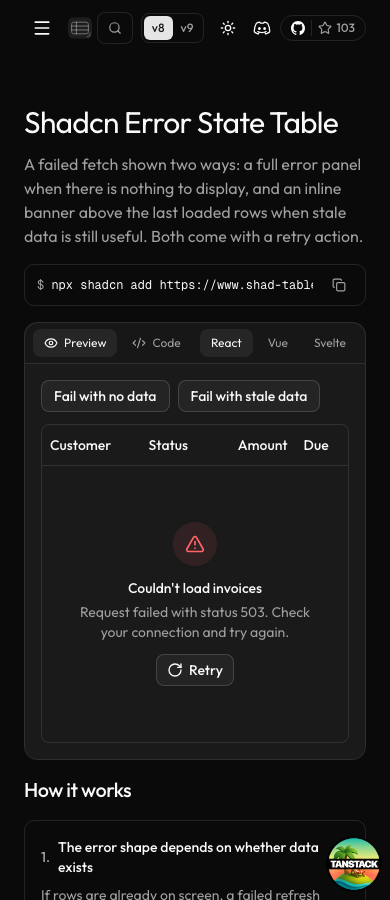 v8 v9 103
Shadcn Error State Table
A failed fetch shown two ways: a full error panel
when there is nothing to display, and an inline
banner above the last loaded rows when stale
data is still useful. Both come with a retry action.
$ npx shadcn add https://www.shad-table
Preview Code React Vue Svelte
Fail with no data Fail with stale data
Customer Status Amount Due
Couldn't load invoices
Request failed with status 503. Check
your connection and try again.
Retry
How it works
1. The error shape depends on whether data
exists
If rows are already on screen, a failed refresh
TANSTACK